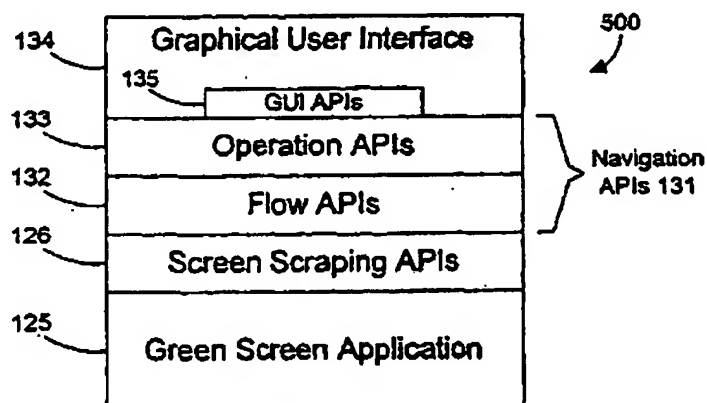 134
Graphical User Interface
500
135
GUI APIs
133
Operation APIs
Navigation
APIs 131
132
Flow APIs
126
Screen Scraping APIs
125
Green Screen Application